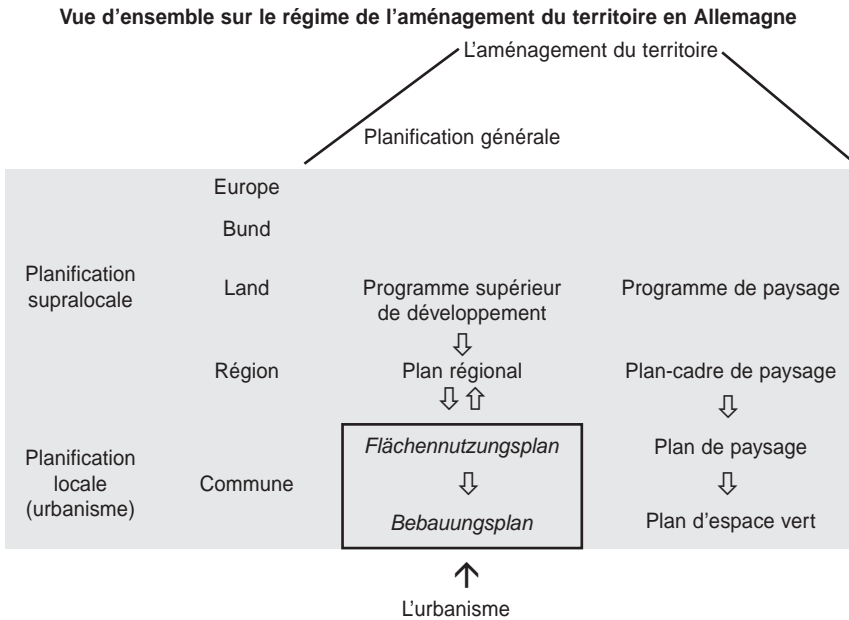 Vue d'ensemble sur le régime de l'aménagement du territoire en Allemagne
L'aménagement du territoire
Planification générale
Europe
Bund
Planification
supralocale
Land
Programme supérieur
de développement
Programme de paysage
Région
Plan régional
Plan-cadre de paysage
Planification
locale
(urbanisme)
Commune
Flächennutzungsplan
Bebauungsplan
Plan de paysage
Plan d'espace vert
L'urbanisme